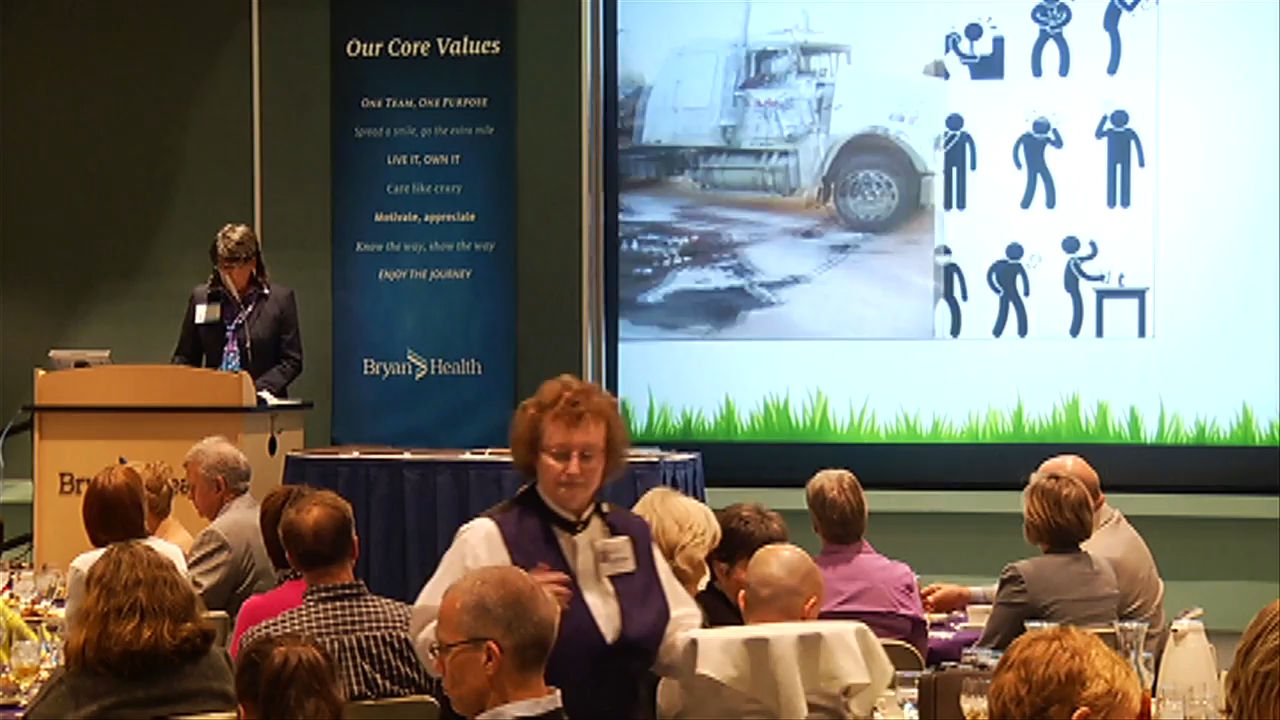 Our Core Values
ONE TEAM, ONE PURPOSE
Spread a smile, go the extra mile
LIVE IT, OWN IT
Care like crazy
Motivate, appreciate
Know the way, show the way
ENJOY THE JOURNEY
Bryan Health